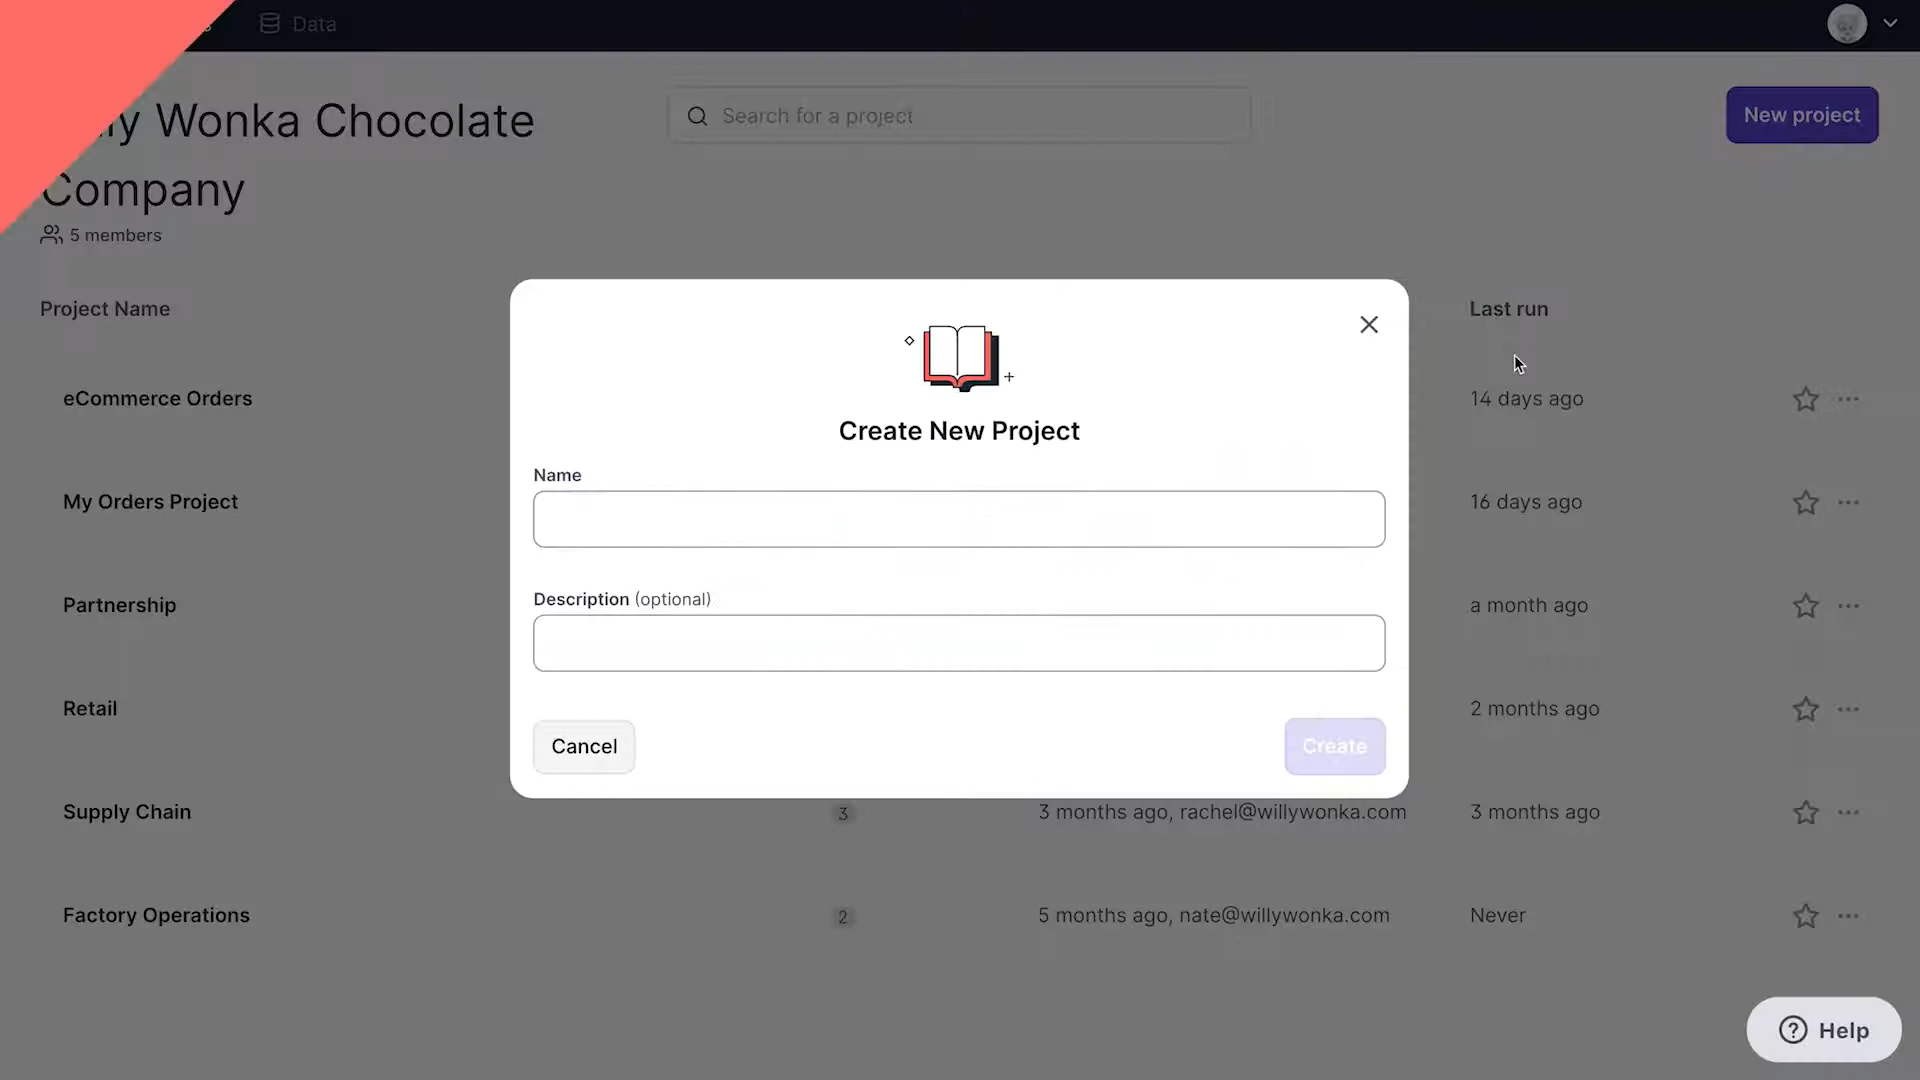 Data
Wonka Chocolate
Company
5 members
Search for a project
New project
Project Name
Last run
eCommerce Orders
14 days ago
My Orders Project
16 days ago
Partnership
a month ago
Retail
2 months ago
Supply Chain
3
3 months ago, rachel@willywonka.com
3 months ago
Factory Operations
2
5 months ago, nate@willywonka.com
Never
Create New Project
Name
Description (optional)
Cancel
Create
Help